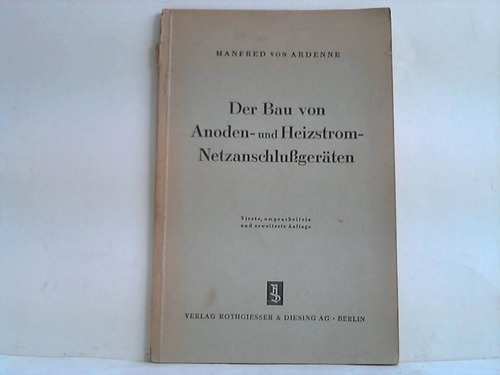 MANFRED VON ARDENNE
Der Bau von
Anoden- und Heizstrom-
Netzanschlußgeräten
Vierte, umgearbeitete
und erweiterte Auflage
VERLAG ROTHGIESSER & DIESING AG - BERLIN